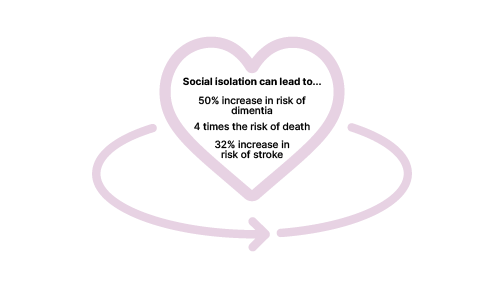 Social isolation can lead to...
50% increase in risk of
dimentia
4 times the risk of death
32% increase in
risk of stroke